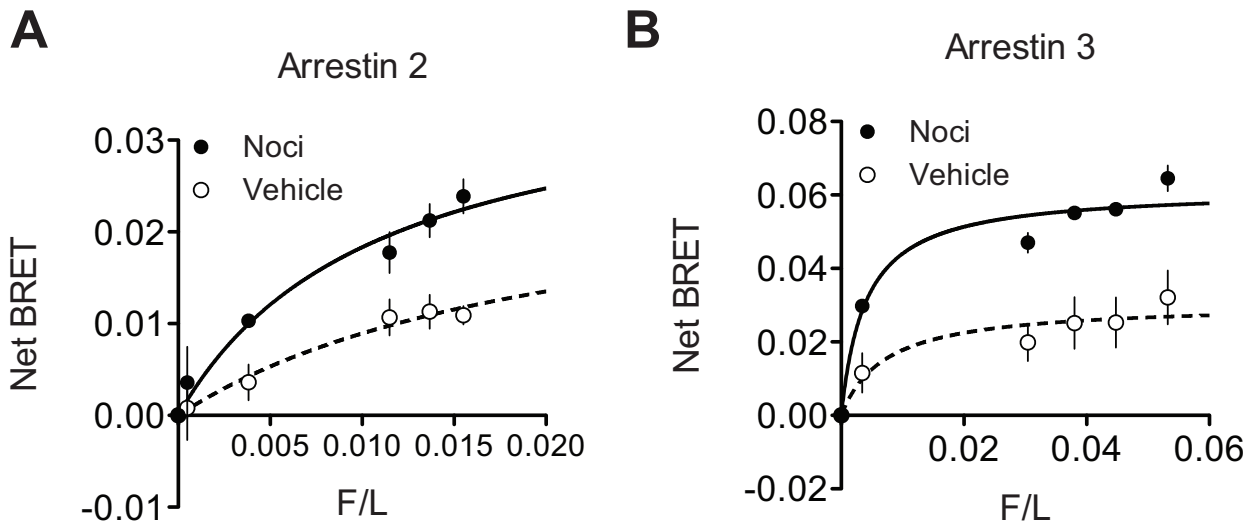 A
Arrestin 2
Noci
Vehicle
0.03
0.02
0.01
0.00
-0.01
Net BRET
0.005 0.010 0.015 0.020
F/L
B
Arrestin 3
Noci
Vehicle
0.08
0.06
0.04
0.02
0.00
-0.02
Net BRET
0.02 0.04 0.06
F/L